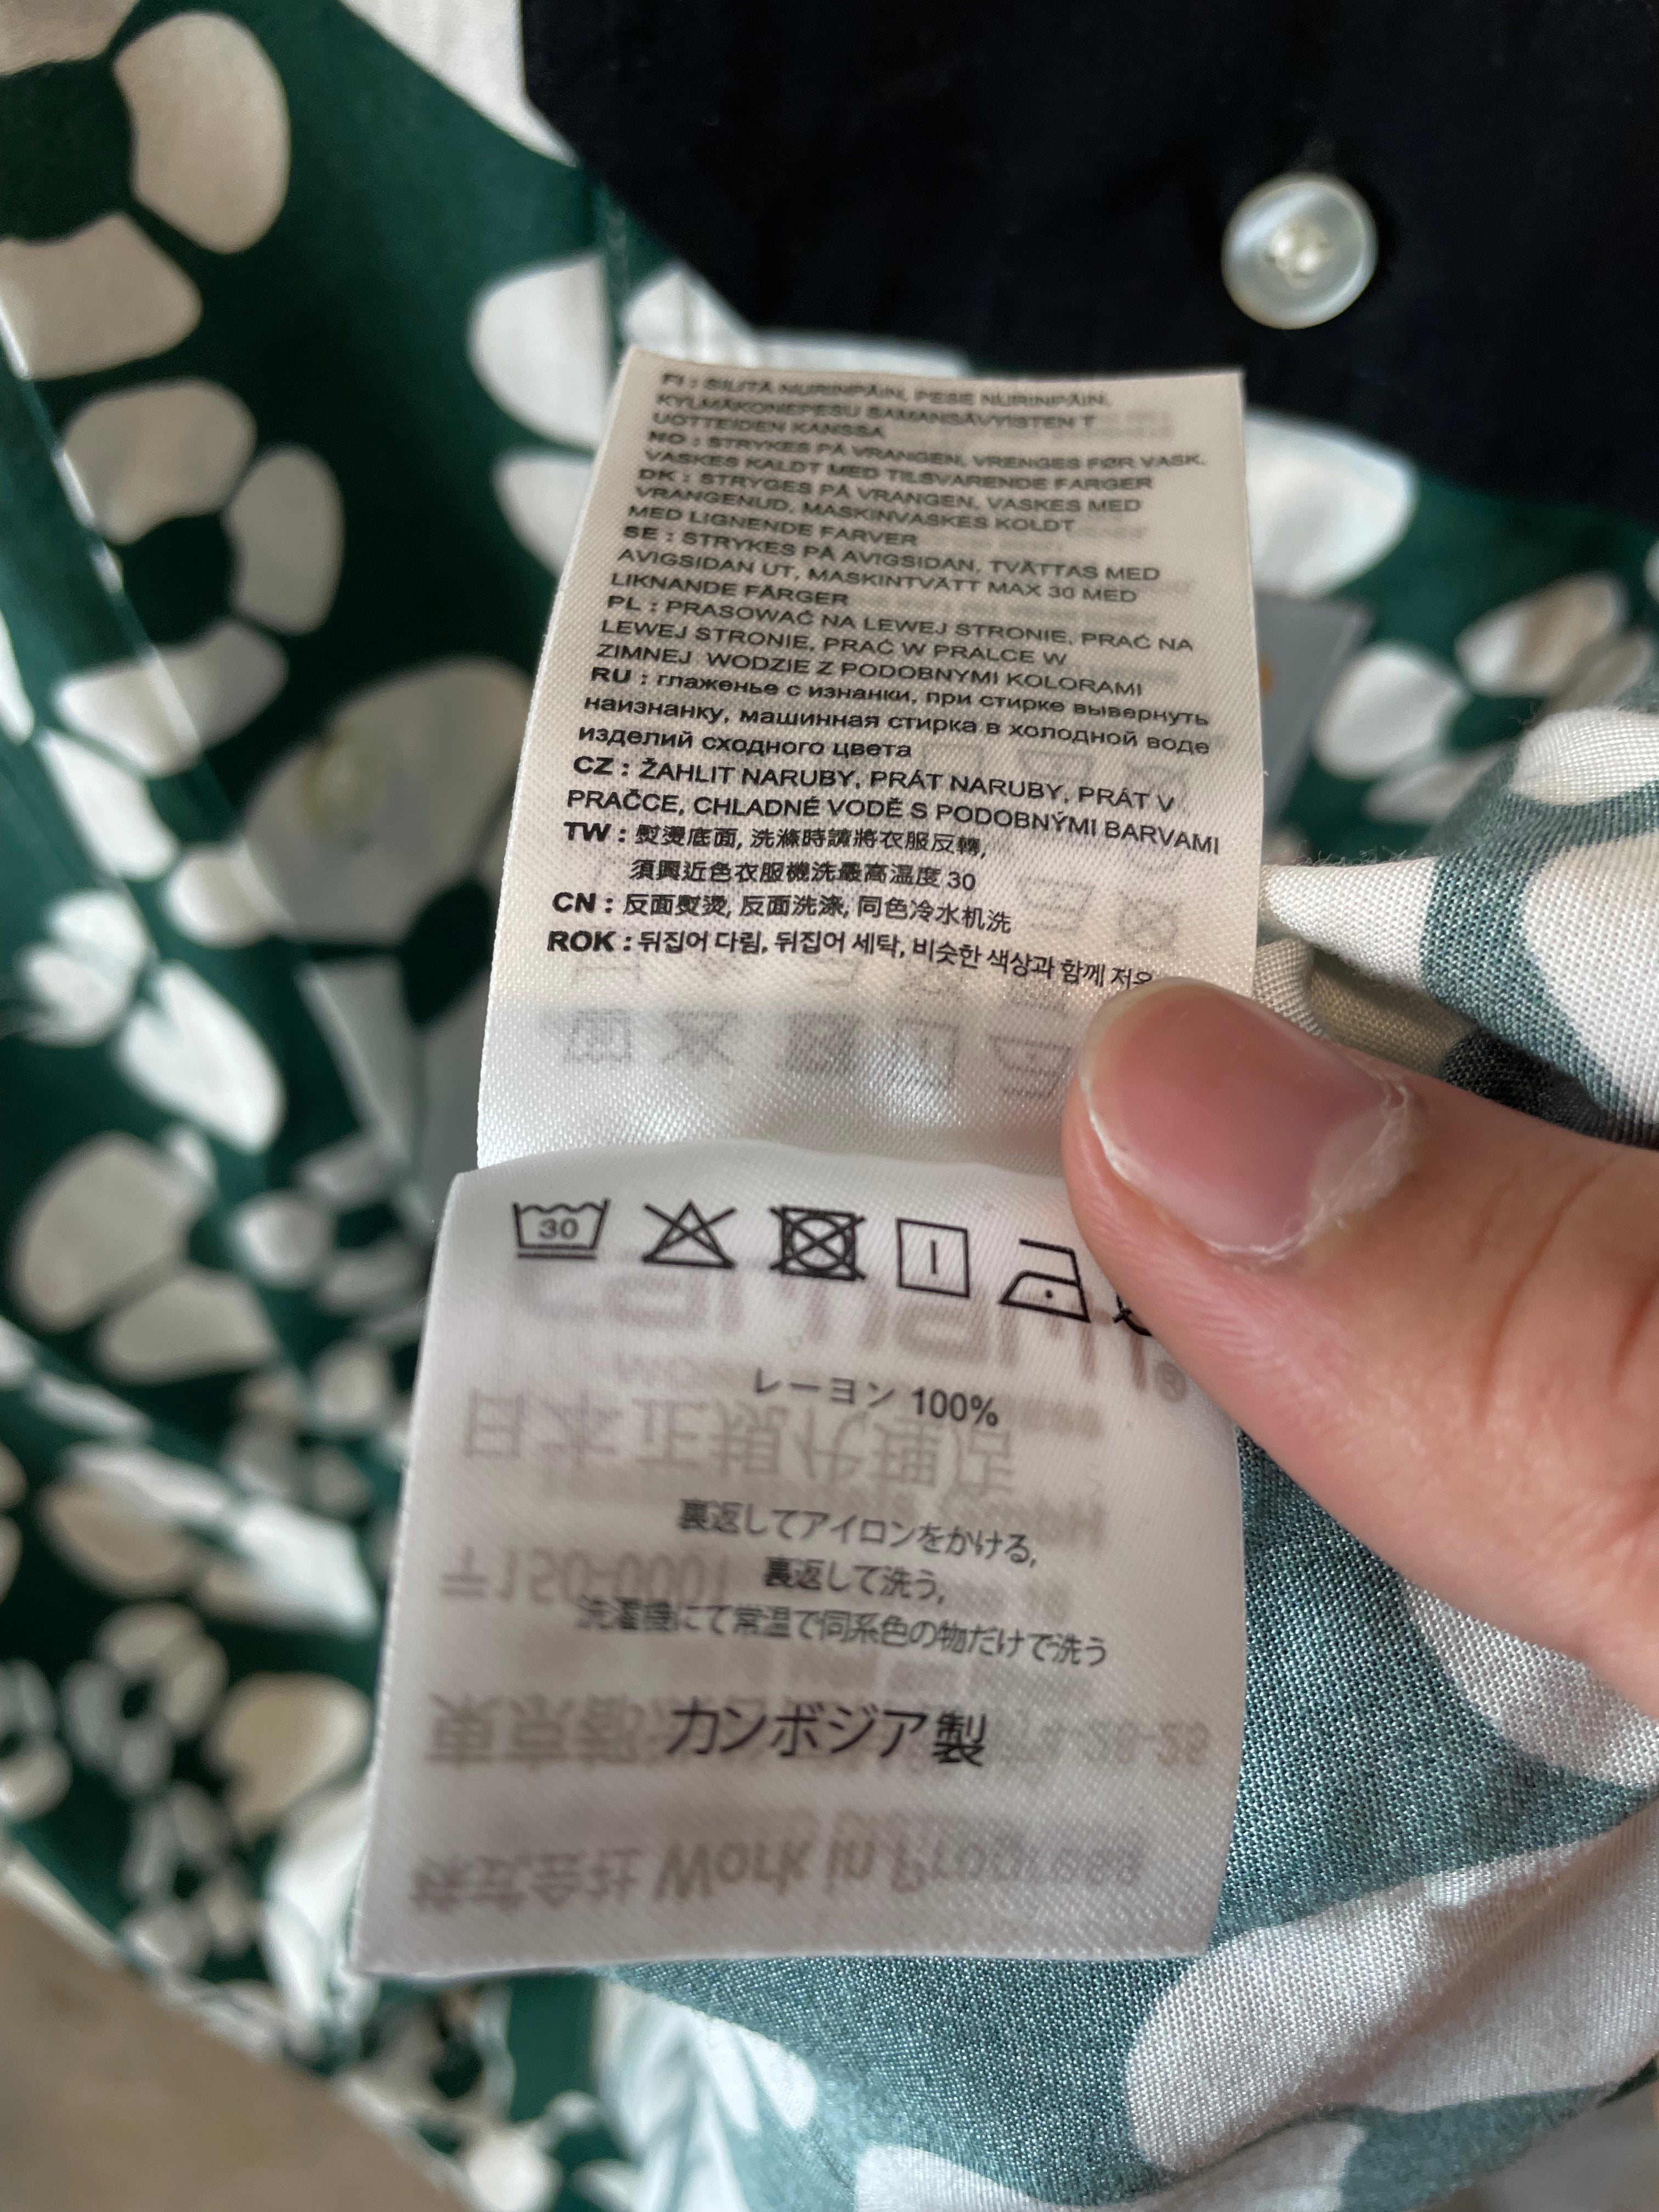 FI : SILITÄ NURINPÄIN, PESE NURINPÄIN,
KYLMÄKONEPESU SAMANSÄVYISTEN T
UOTTEIDEN KANSSA
NO : STRYKES PÅ VRANGEN, VRENGES FØR VASK.
VASKES KALDT MED TILSVARENDE FARGER
DK : STRYGES PÅ VRANGEN, VASKES MED
VRANGENUD, MASKINVASKES KOLDT
MED LIGNENDE FARVER
SE : STRYKES PÅ AVIGSIDAN, TVÄTTAS MED
AVIGSIDAN UT, MASKINTVÄTT MAX 30 MED
LIKNANDE FÄRGER
PL : PRASOWAĆ NA LEWEJ STRONIE, PRAĆ NA
LEWEJ STRONIE, PRAĆ W PRALCE W
ZIMNEJ WODZIE Z PODOBNYMI KOLORAMI
RU : глаженье с изнанки, при стирке вывернуть
наизнанку, машинная стирка в холодной воде
изделий сходного цвета
CZ : ŽAHLIT NARUBY, PRÁT NARUBY, PRÁT V
PRAČCE, CHLADNÉ VODĚ S PODOBNÝMI BARVAMI
TW : 熨燙底面, 洗滌時請將衣服反轉,
須與近色衣服機洗最高溫度 30
CN : 反面熨烫, 反面洗涤, 同色冷水机洗
ROK : 뒤집어 다림, 뒤집어 세탁, 비슷한 색상과 함께
30
レーヨン 100%
裏返してアイロンをかける,
裏返して洗う,
洗濯機にて常温で同系色の物だけで洗う
カンボジア製